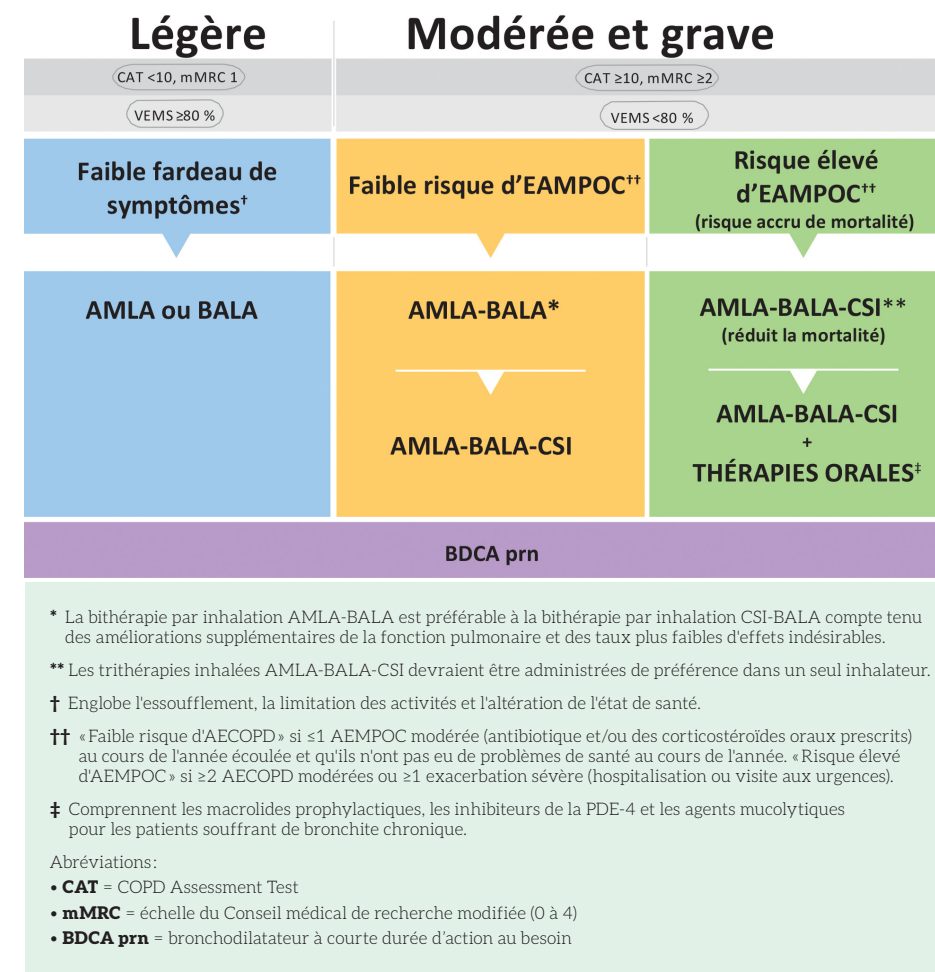 Légère
Modérée et grave
CAT <10, mMRC 1
CAT ≥10, mMRC ≥2
VEMS ≥80 %
VEMS <80 %
Faible fardeau de
symptômes†
Faible risque d'EAMPOC††
Risque élevé
d'EAMPOC††
(risque accru de mortalité)
AMLA ou BALA
AMLA-BALA*
AMLA-BALA-CSI
AMLA-BALA-CSI**
(réduit la mortalité)
AMLA-BALA-CSI
+
THÉRAPIES ORALES‡
BDCA prn
* La bithérapie par inhalation AMLA-BALA est préférable à la bithérapie par inhalation CSI-BALA compte tenu
des améliorations supplémentaires de la fonction pulmonaire et des taux plus faibles d'effets indésirables.
** Les trithérapies inhalées AMLA-BALA-CSI devraient être administrées de préférence dans un seul inhalateur.
† Englobe l'essoufflement, la limitation des activités et l'altération de l'état de santé.
†† «Faible risque d'AECOPD» si ≤1 AEMPOC modérée (antibiotique et/ou des corticostéroïdes oraux prescrits)
au cours de l'année écoulée et qu'ils n'ont pas eu de problèmes de santé au cours de l'année. «Risque élevé
d'AEMPOC» si ≥2 AECOPD modérées ou ≥1 exacerbation sévère (hospitalisation ou visite aux urgences).
‡ Comprennent les macrolides prophylactiques, les inhibiteurs de la PDE-4 et les agents mucolytiques
pour les patients souffrant de bronchite chronique.
Abréviations:
• CAT = COPD Assessment Test
• mMRC = échelle du Conseil médical de recherche modifiée (0 à 4)
• BDCA prn = bronchodilatateur à courte durée d'action au besoin